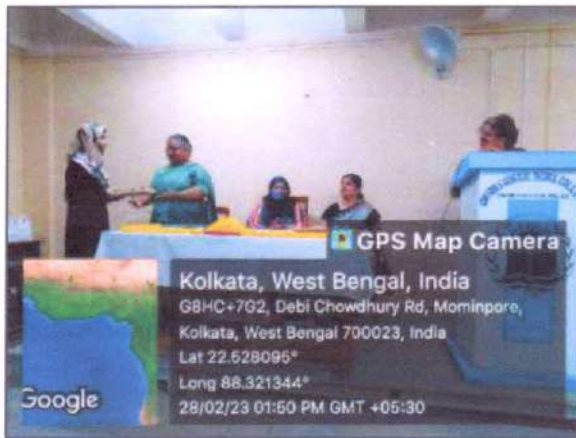 GPS Map Camera
Kolkata, West Bengal, India
G8HC+7G2, Debi Chowdhury Rd, Mominpore,
Kolkata, West Bengal 700023, India
Lat 22.528095°
Long 88.321344°
28/02/23 01:50 PM GMT +05:30
Google